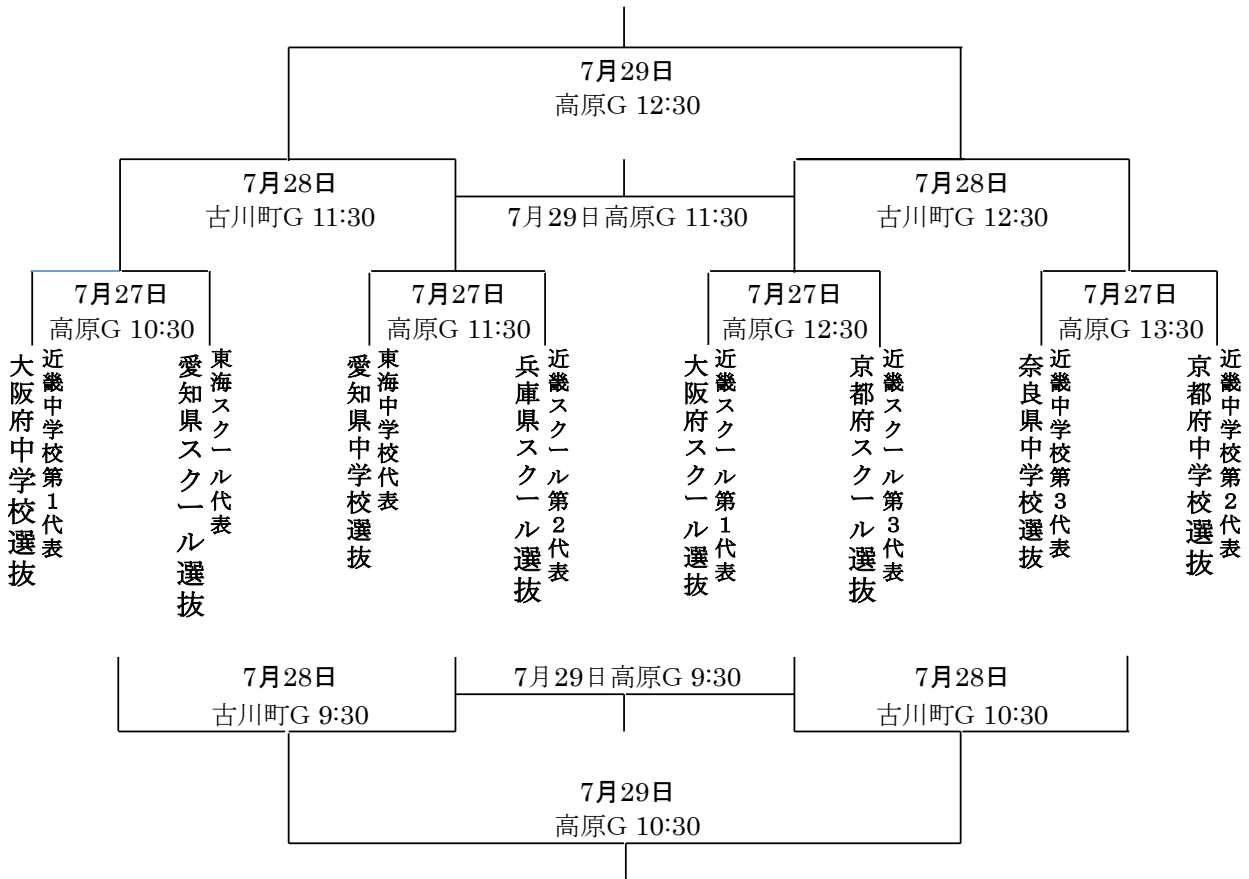 7月29日
高原G 12:30
7月28日
古川町G 11:30
7月29日高原G 11:30
7月28日
古川町G 12:30
7月27日
高原G 10:30
7月27日
高原G 11:30
7月27日
高原G 12:30
7月27日
高原G 13:30
近畿中学校第1代表
大阪府中学校選抜
東海スクール代表
愛知県スクール選抜
東海中学校代表
愛知県中学校選抜
近畿スクール第2代表
兵庫県スクール選抜
近畿スクール第1代表
大阪府スクール選抜
近畿スクール第3代表
京都府スクール選抜
近畿中学校第3代表
奈良県中学校選抜
近畿中学校第2代表
京都府中学校選抜
7月28日
古川町G 9:30
7月29日高原G 9:30
7月28日
古川町G 10:30
7月29日
高原G 10:30